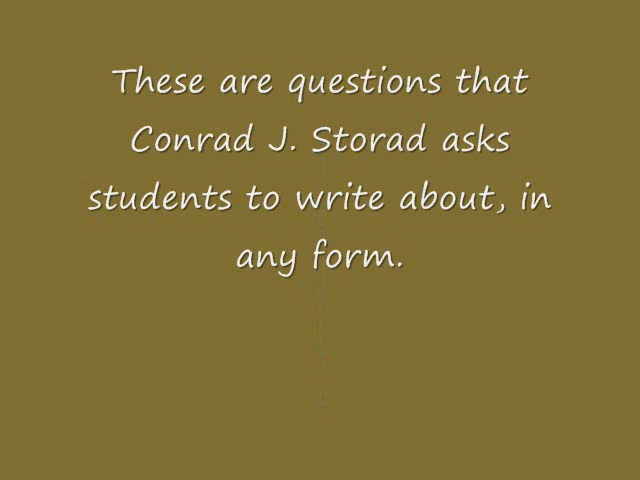 These are questions that
Conrad J. Storad asks
students to write about, in
any form.